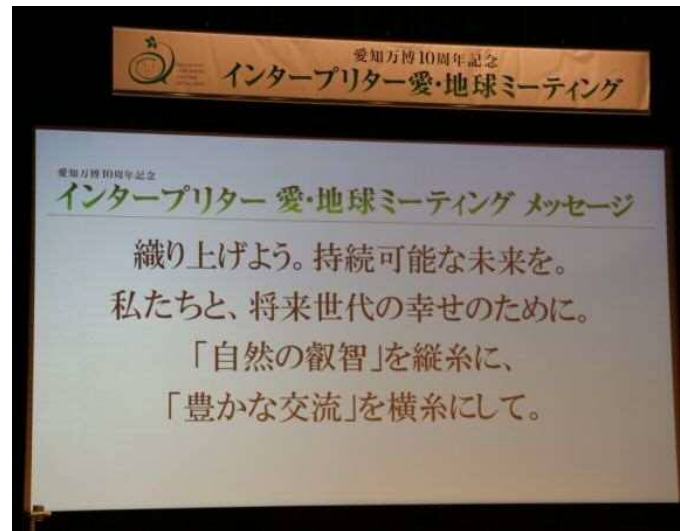 愛知万博10周年記念
インタープリター愛・地球ミーティング
愛知万博10周年記念
インタープリター 愛・地球ミーティング メッセージ
織り上げよう。持続可能な未来を。
私たちと、将来世代の幸せのために。
「自然の叡智」を縦糸に、
「豊かな交流」を横糸にして。